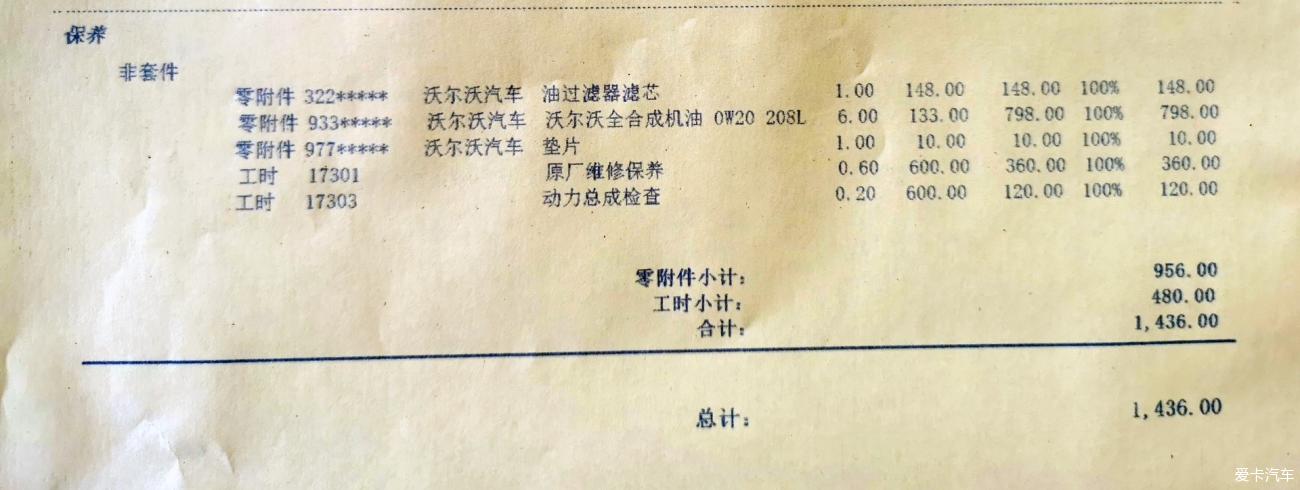 保养
非套件
零附件 322***** 沃尔沃汽车 油过滤器滤芯 1.00 148.00 148.00 100% 148.00
零附件 933***** 沃尔沃汽车 沃尔沃全合成机油 0W20 208L 6.00 133.00 798.00 100% 798.00
零附件 977***** 沃尔沃汽车 垫片 1.00 10.00 10.00 100% 10.00
工时 17301 原厂维修保养 0.60 600.00 360.00 100% 360.00
工时 17303 动力总成检查 0.20 600.00 120.00 100% 120.00
零附件小计: 956.00
工时小计: 480.00
合计: 1,436.00
总计: 1,436.00
爱卡汽车